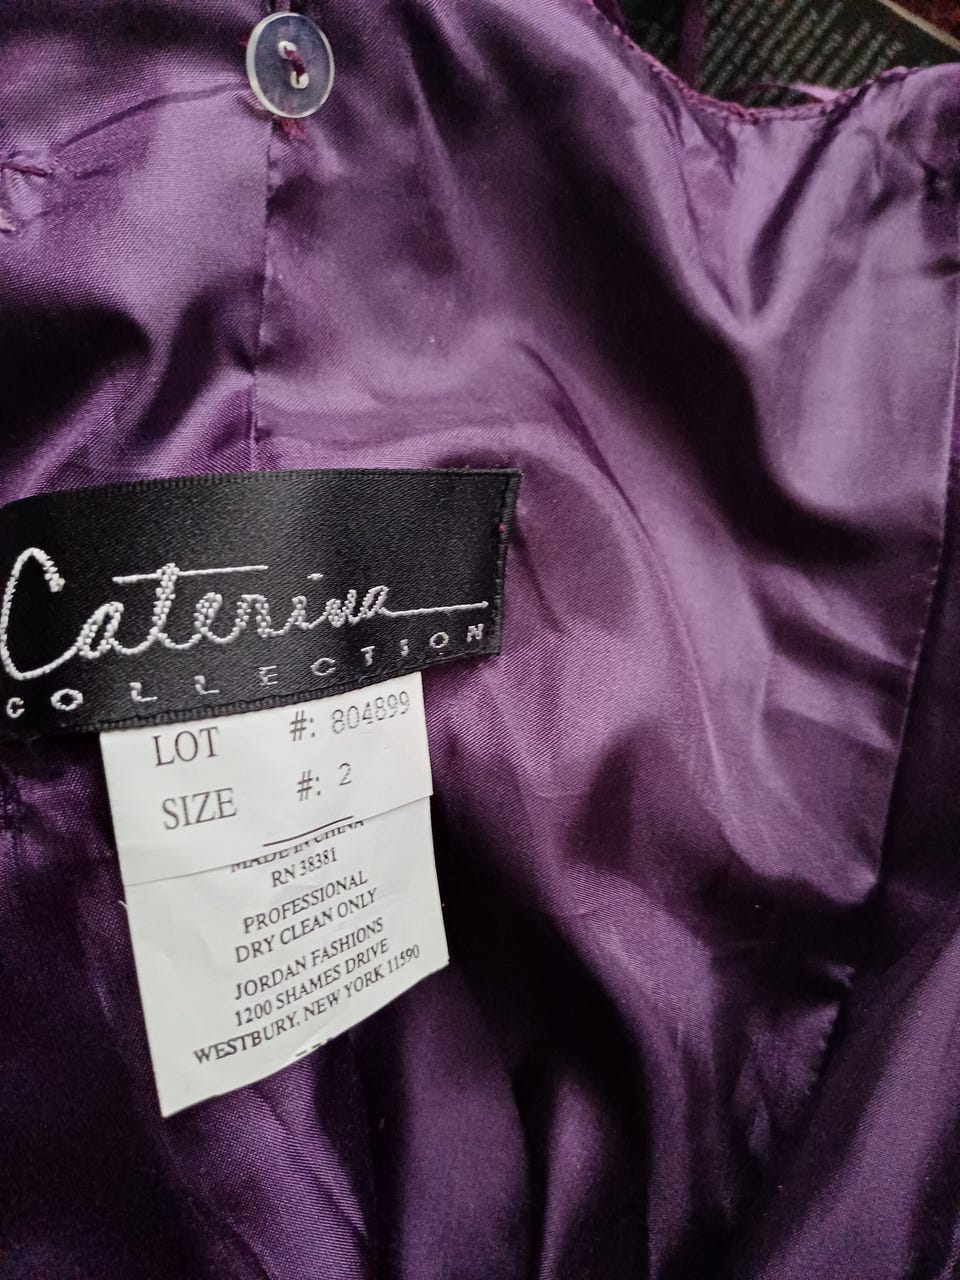 Caterina
COLLECTION
LOT #: 804899
SIZE #: 2
MADE IN CHINA
RN 38381
PROFESSIONAL
DRY CLEAN ONLY
JORDAN FASHIONS
1200 SHAMES DRIVE
WESTBURY, NEW YORK 11590